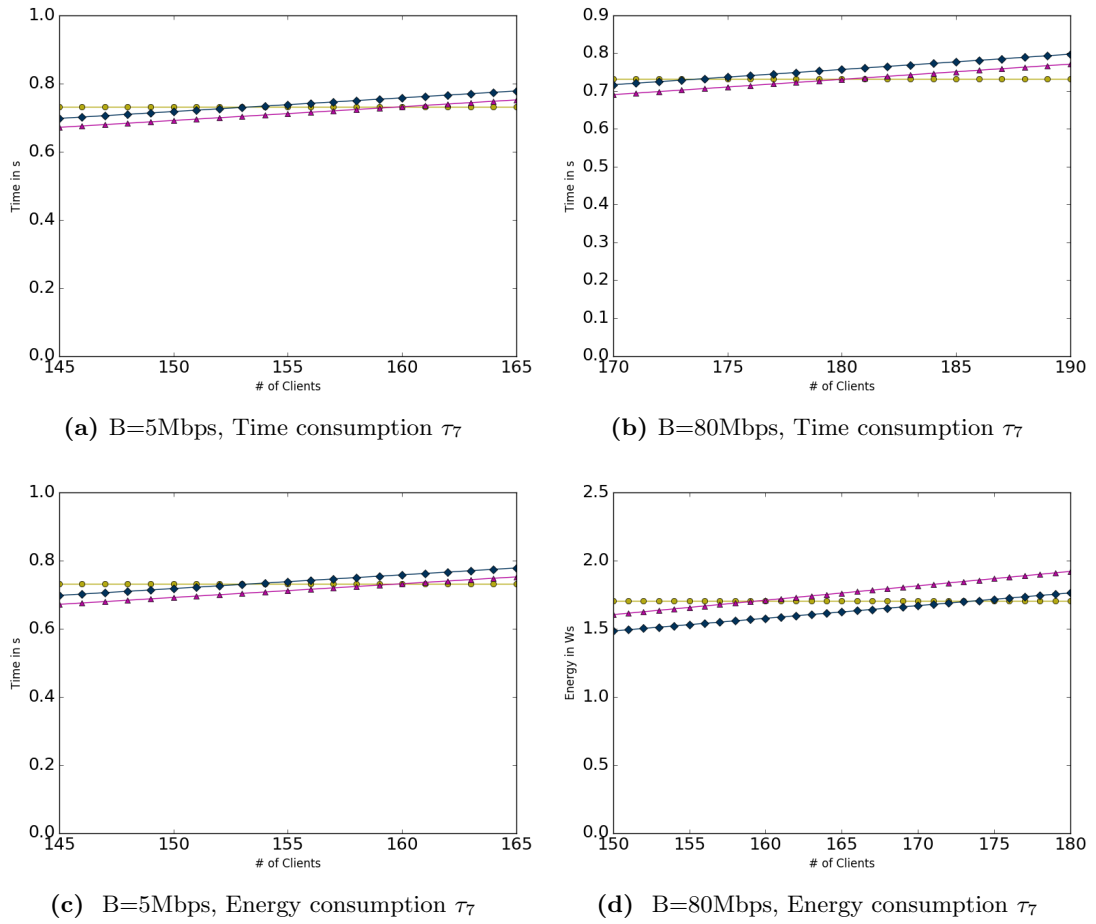 1.0
0.8
0.6
0.4
0.2
0.0
Time in s
145 150 155 160 165
# of Clients
(a) B=5Mbps, Time consumption τ7
0.9
0.8
0.7
0.6
0.5
0.4
0.3
0.2
0.1
0.0
Time in s
170 175 180 185 190
# of Clients
(b) B=80Mbps, Time consumption τ7
1.0
0.8
0.6
0.4
0.2
0.0
Time in s
145 150 155 160 165
# of Clients
(c) B=5Mbps, Energy consumption τ7
2.5
2.0
1.5
1.0
0.5
0.0
Energy in Ws
150 155 160 165 170 175 180
# of Clients
(d) B=80Mbps, Energy consumption τ7